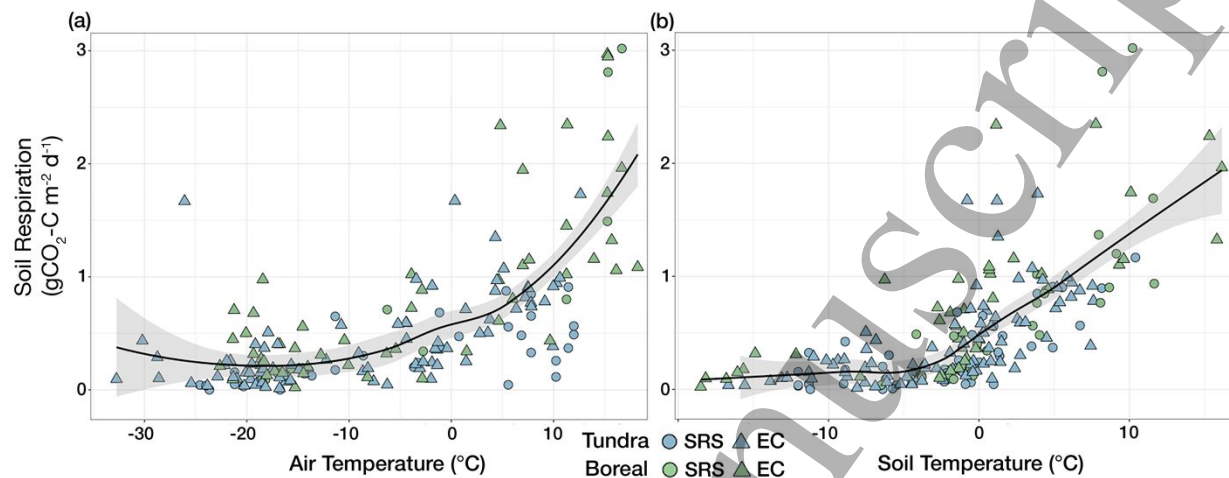 (a)
(b)
Soil Respiration
(gCO₂-C m⁻² d⁻¹)
3
2
1
0
-30
-20
-10
0
10
Air Temperature (°C)
3
2
1
0
-10
0
10
Soil Temperature (°C)
Tundra SRS EC
Boreal SRS EC
nuscrip